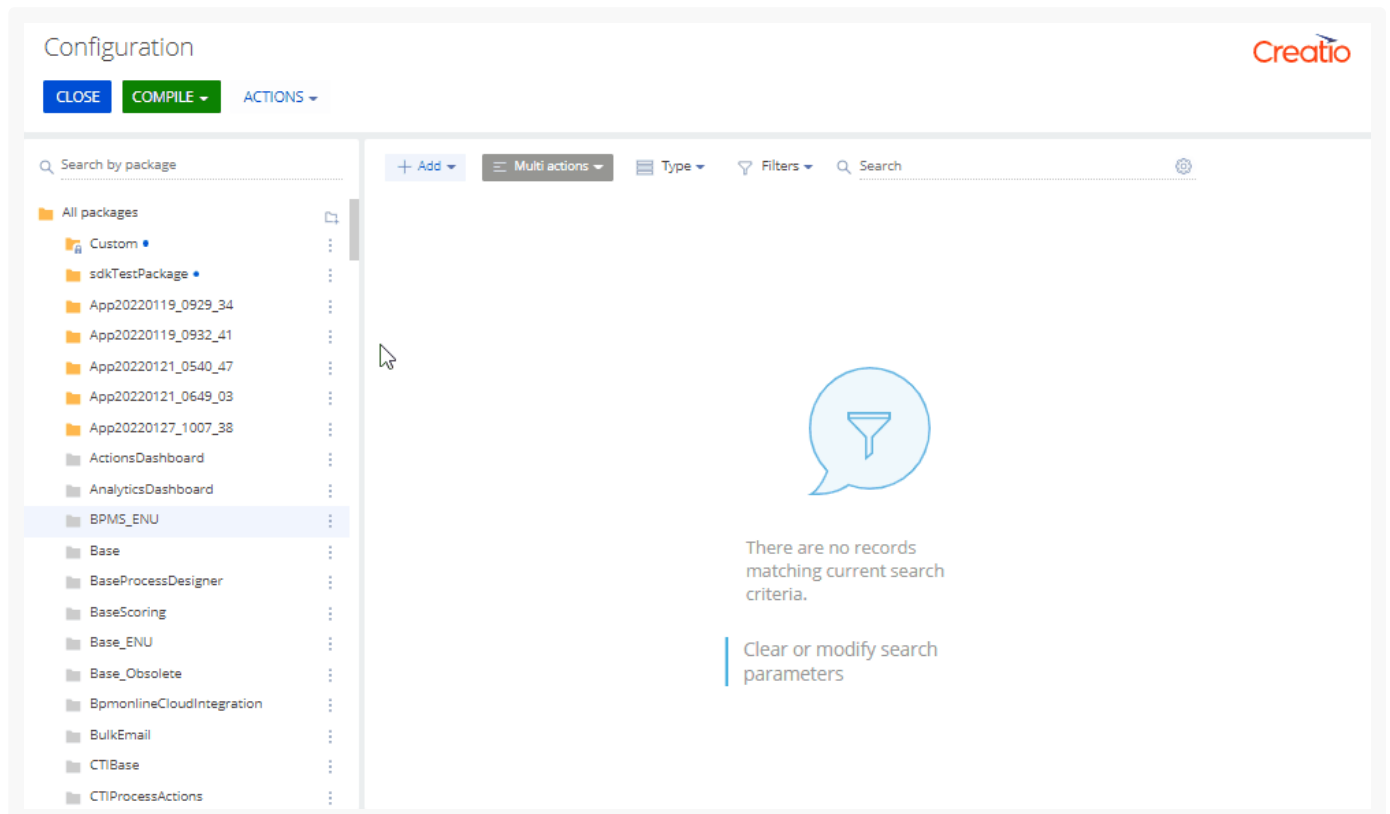 Configuration
Creatio
CLOSE COMPILE ACTIONS
Search by package
Add Multi actions Type Filters Search
All packages
Custom
sdkTestPackage
App20220119_0929_34
App20220119_0932_41
App20220121_0540_47
App20220121_0649_03
App20220127_1007_38
ActionsDashboard
AnalyticsDashboard
BPMS_ENU
Base
BaseProcessDesigner
BaseScoring
Base_ENU
Base_Obsolete
BpmonlineCloudIntegration
BulkEmail
CTIBase
CTIProcessActions
There are no records
matching current search
criteria.
Clear or modify search
parameters